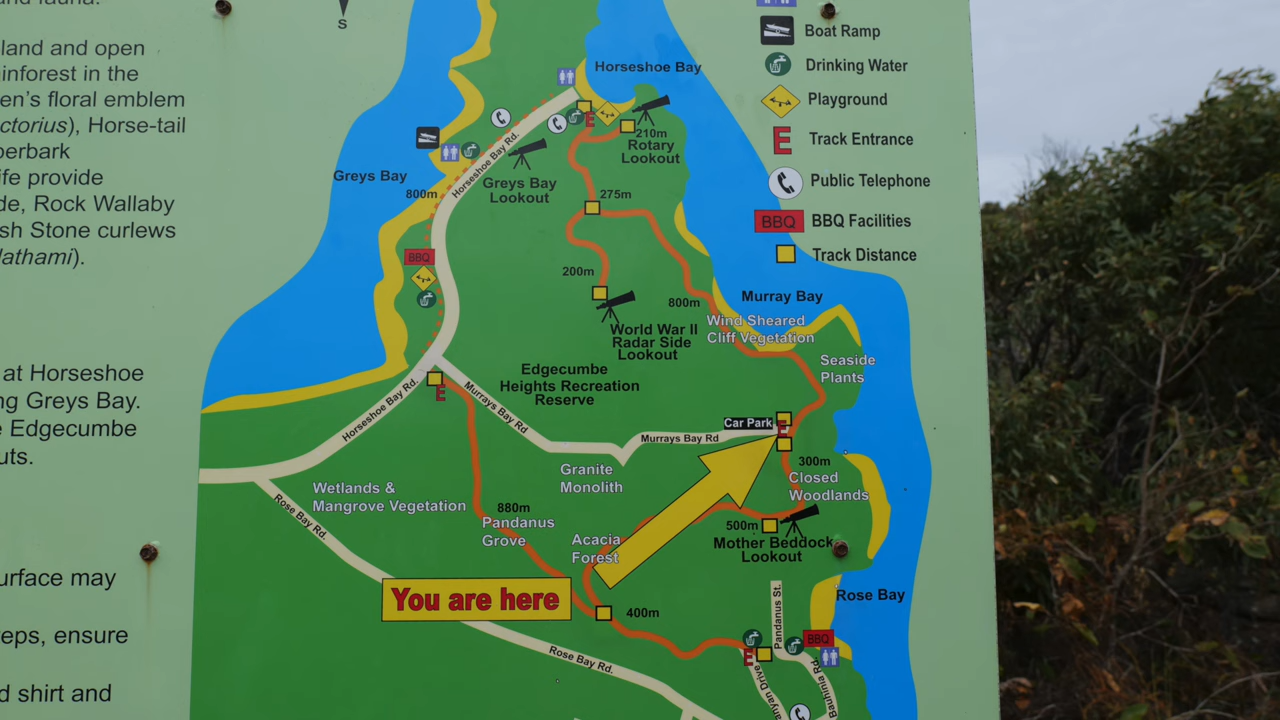 land and open
inforest in the
en's floral emblem
ctorius), Horse-tail
perbark
ife provide
de, Rock Wallaby
sh Stone curlews
lathami).
at Horseshoe
ng Greys Bay.
e Edgecumbe
uts.
urface may
eps, ensure
d shirt and
S
Boat Ramp
Drinking Water
Playground
E Track Entrance
Public Telephone
BBQ BBQ Facilities
Track Distance
Horseshoe Bay
E
210m
Rotary
Lookout
Greys Bay
Lookout
Horseshoe Bay Rd.
Greys Bay
800m
275m
BBQ
200m
World War II
Radar Side
Lookout
800m
Murray Bay
Wind Sheared
Cliff Vegetation
Seaside
Plants
Edgecumbe
Heights Recreation
Reserve
E
Horseshoe Bay Rd.
Murrays Bay Rd
Murrays Bay Rd
Car Park
E
300m
Closed
Woodlands
Granite
Monolith
Wetlands &
Mangrove Vegetation
Rose Bay Rd.
880m
Pandanus
Grove
Acacia
Forest
500m
Mother Beddock
Lookout
You are here
400m
Rose Bay
Rose Bay Rd.
Pandanus St.
BBQ
E
anyan Drive
Bauhinia Rd.